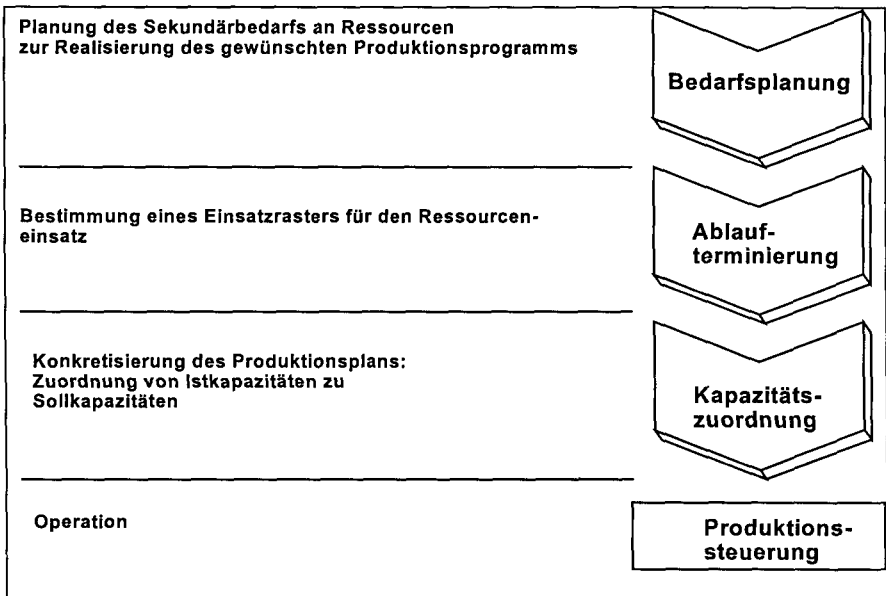 Planung des Sekundärbedarfs an Ressourcen
zur Realisierung des gewünschten Produktionsprogramms
Bedarfsplanung
Bestimmung eines Einsatzrasters für den Ressourcen-
einsatz
Ablauf-
terminierung
Konkretisierung des Produktionsplans:
Zuordnung von Istkapazitäten zu
Sollkapazitäten
Kapazitäts-
zuordnung
Operation
Produktions-
steuerung